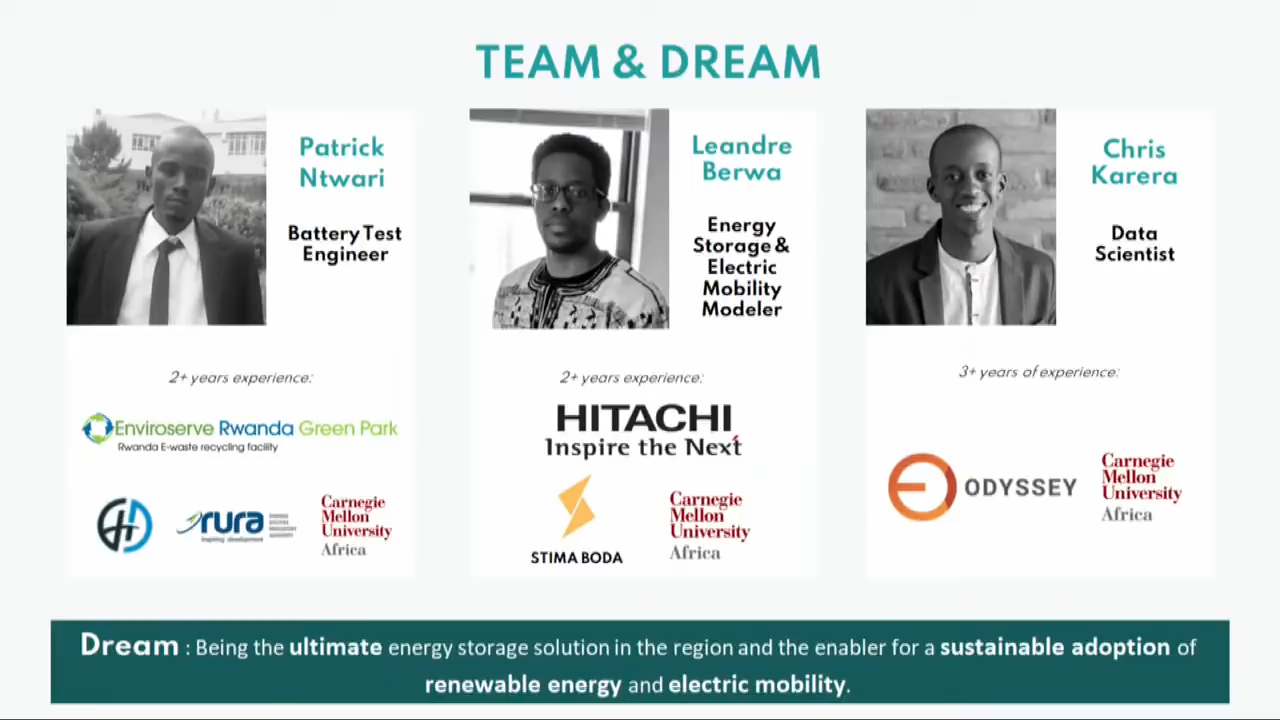 TEAM & DREAM
Patrick
Ntwari
Battery Test
Engineer
2+ years experience:
Enviroserve Rwanda Green Park
Rwanda E-waste recycling facility
rura
inspiring development
Carnegie
Mellon
University
Africa
Leandre
Berwa
Energy
Storage &
Electric
Mobility
Modeler
2+ years experience:
HITACHI
Inspire the Next
STIMA BODA
Carnegie
Mellon
University
Africa
Chris
Karera
Data
Scientist
3+ years of experience:
ODYSSEY
Carnegie
Mellon
University
Africa
Dream : Being the ultimate energy storage solution in the region and the enabler for a sustainable adoption of
renewable energy and electric mobility.